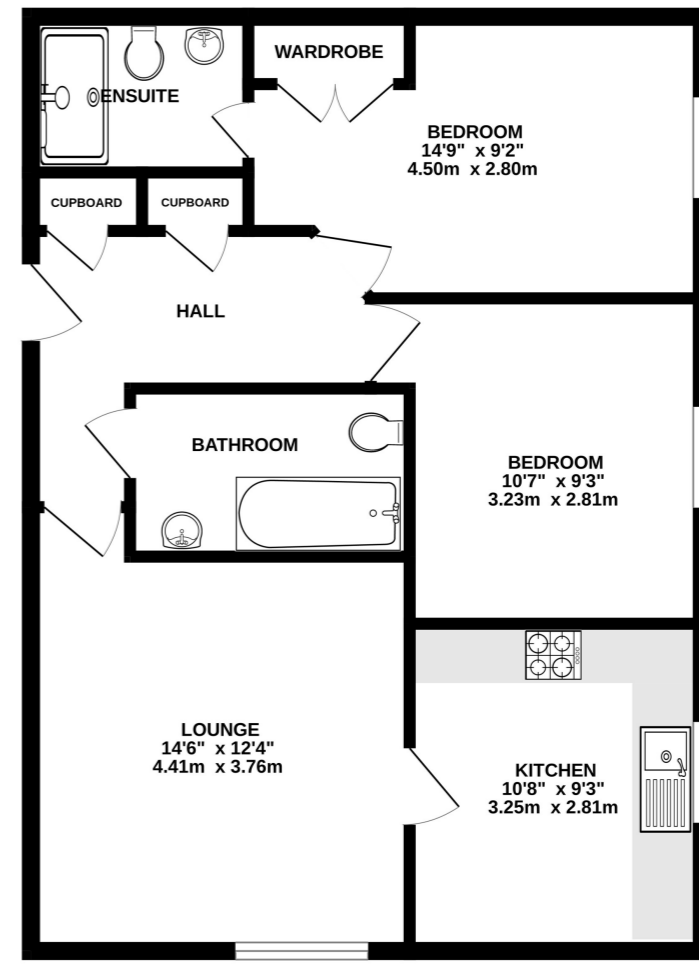 WARDROBE
ENSUITE
BEDROOM
14'9" x 9'2"
4.50m x 2.80m
CUPBOARD
CUPBOARD
HALL
BATHROOM
BEDROOM
10'7" x 9'3"
3.23m x 2.81m
LOUNGE
14'6" x 12'4"
4.41m x 3.76m
KITCHEN
10'8" x 9'3"
3.25m x 2.81m